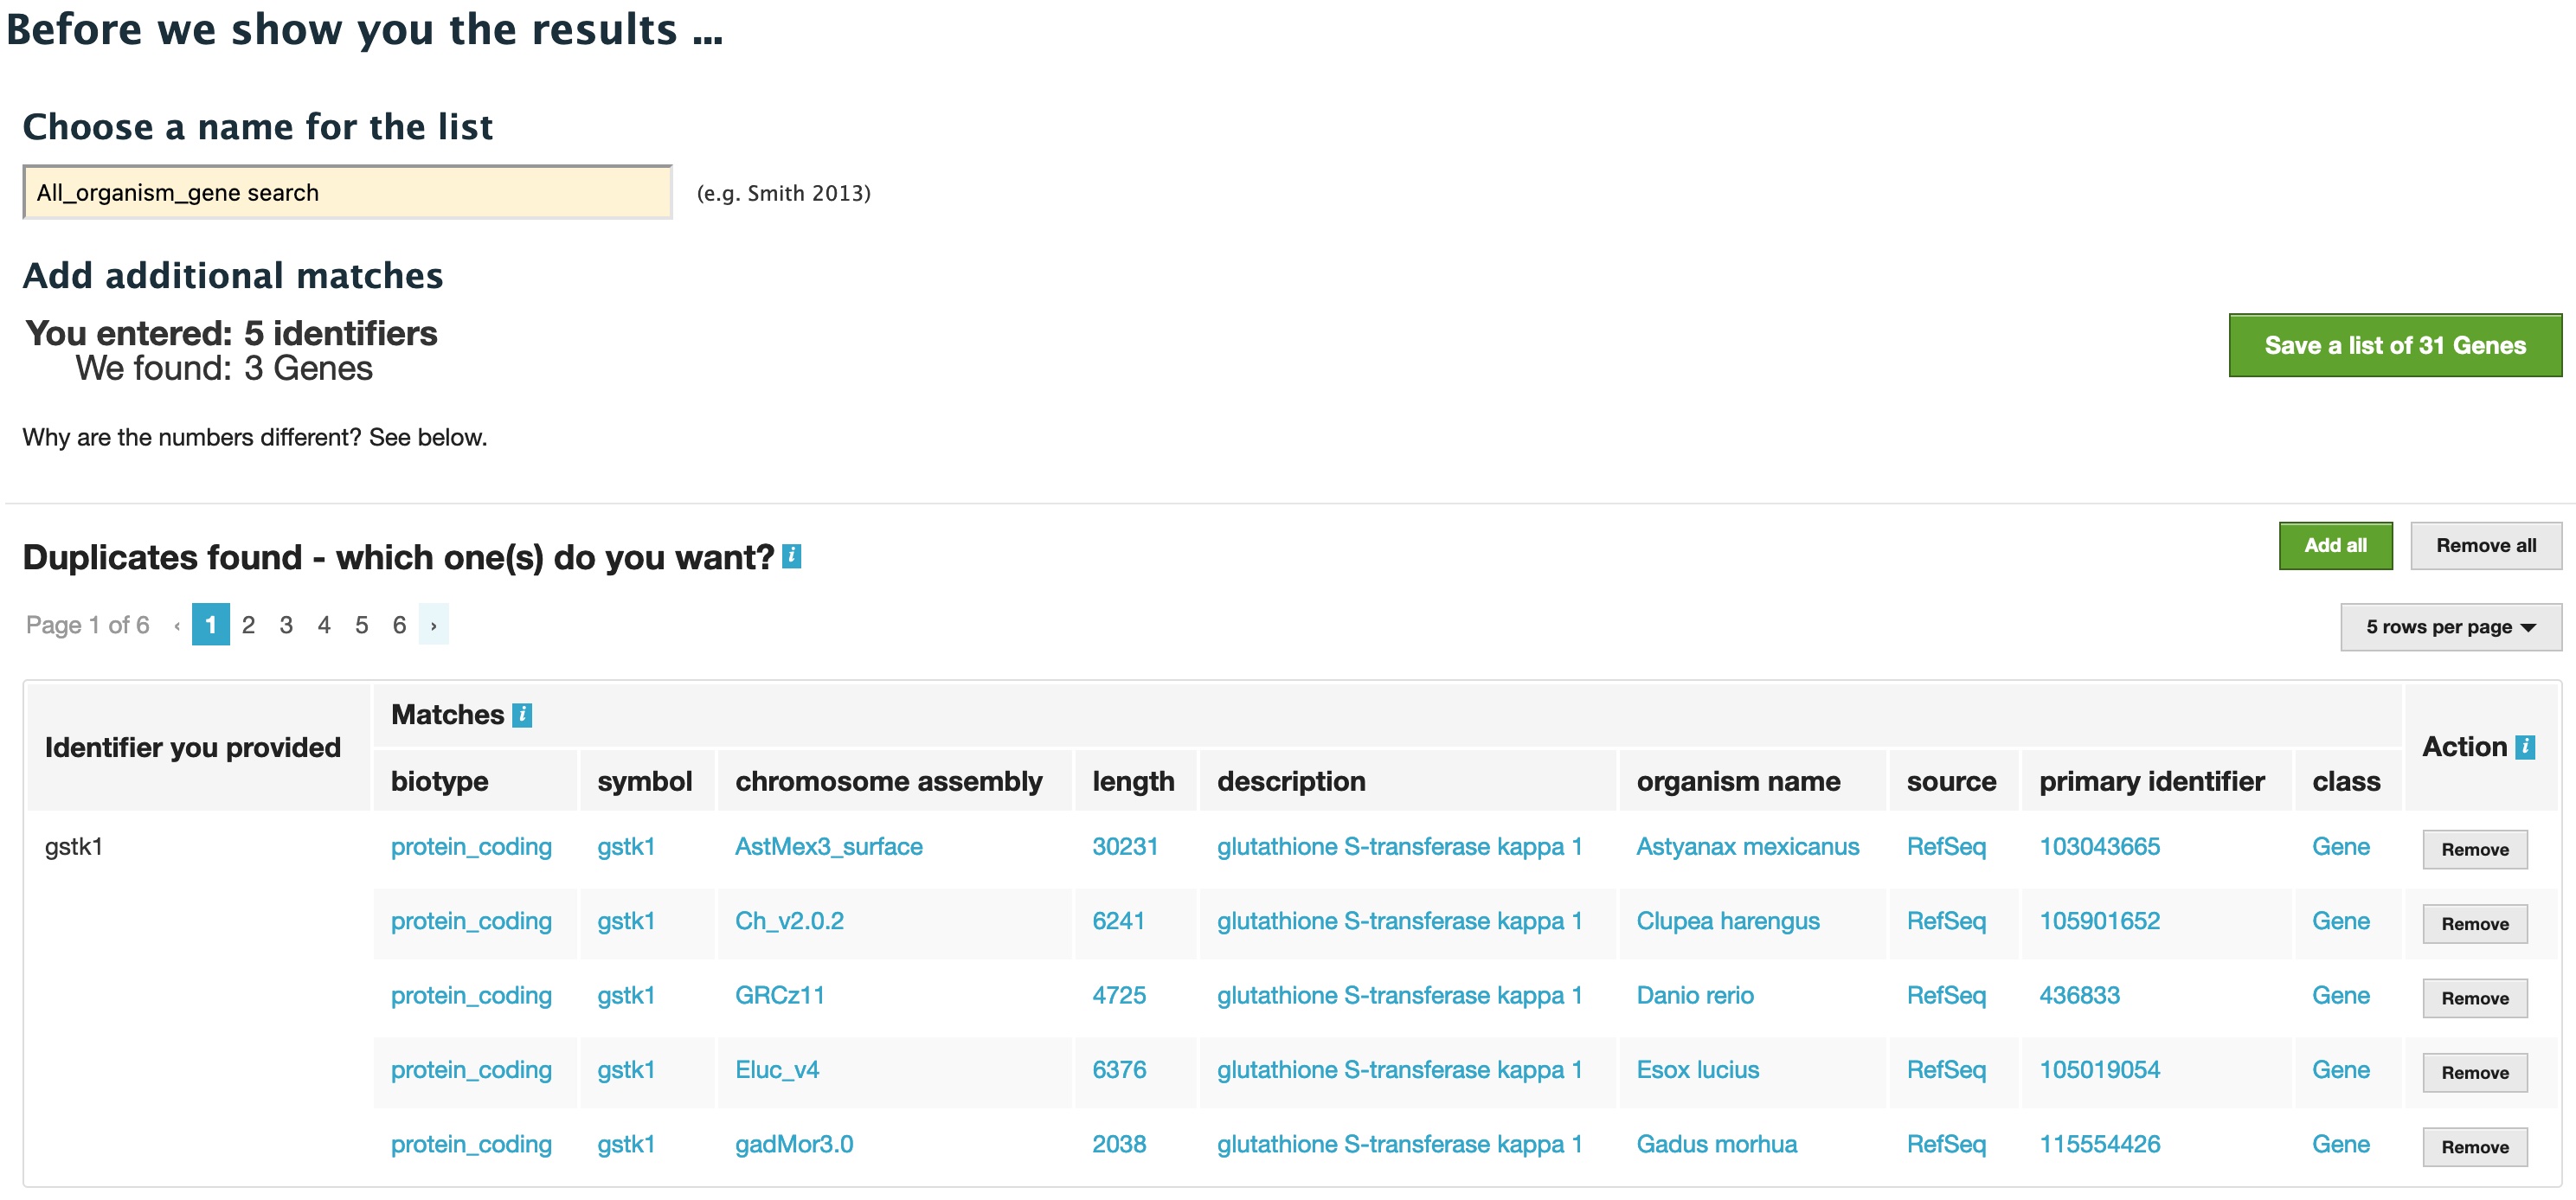 Before we show you the results ...
Choose a name for the list
All_organism_gene search (e.g. Smith 2013)
Add additional matches
You entered: 5 identifiers
We found: 3 Genes
Save a list of 31 Genes
Why are the numbers different? See below.
Duplicates found - which one(s) do you want? i
Add all Remove all
Page 1 of 6 ‹ 1 2 3 4 5 6 ›
5 rows per page
Identifier you provided Matches i Action i
biotype symbol chromosome assembly length description organism name source primary identifier class
gstk1 protein_coding gstk1 AstMex3_surface 30231 glutathione S-transferase kappa 1 Astyanax mexicanus RefSeq 103043665 Gene Remove
protein_coding gstk1 Ch_v2.0.2 6241 glutathione S-transferase kappa 1 Clupea harengus RefSeq 105901652 Gene Remove
protein_coding gstk1 GRCz11 4725 glutathione S-transferase kappa 1 Danio rerio RefSeq 436833 Gene Remove
protein_coding gstk1 Eluc_v4 6376 glutathione S-transferase kappa 1 Esox lucius RefSeq 105019054 Gene Remove
protein_coding gstk1 gadMor3.0 2038 glutathione S-transferase kappa 1 Gadus morhua RefSeq 115554426 Gene Remove